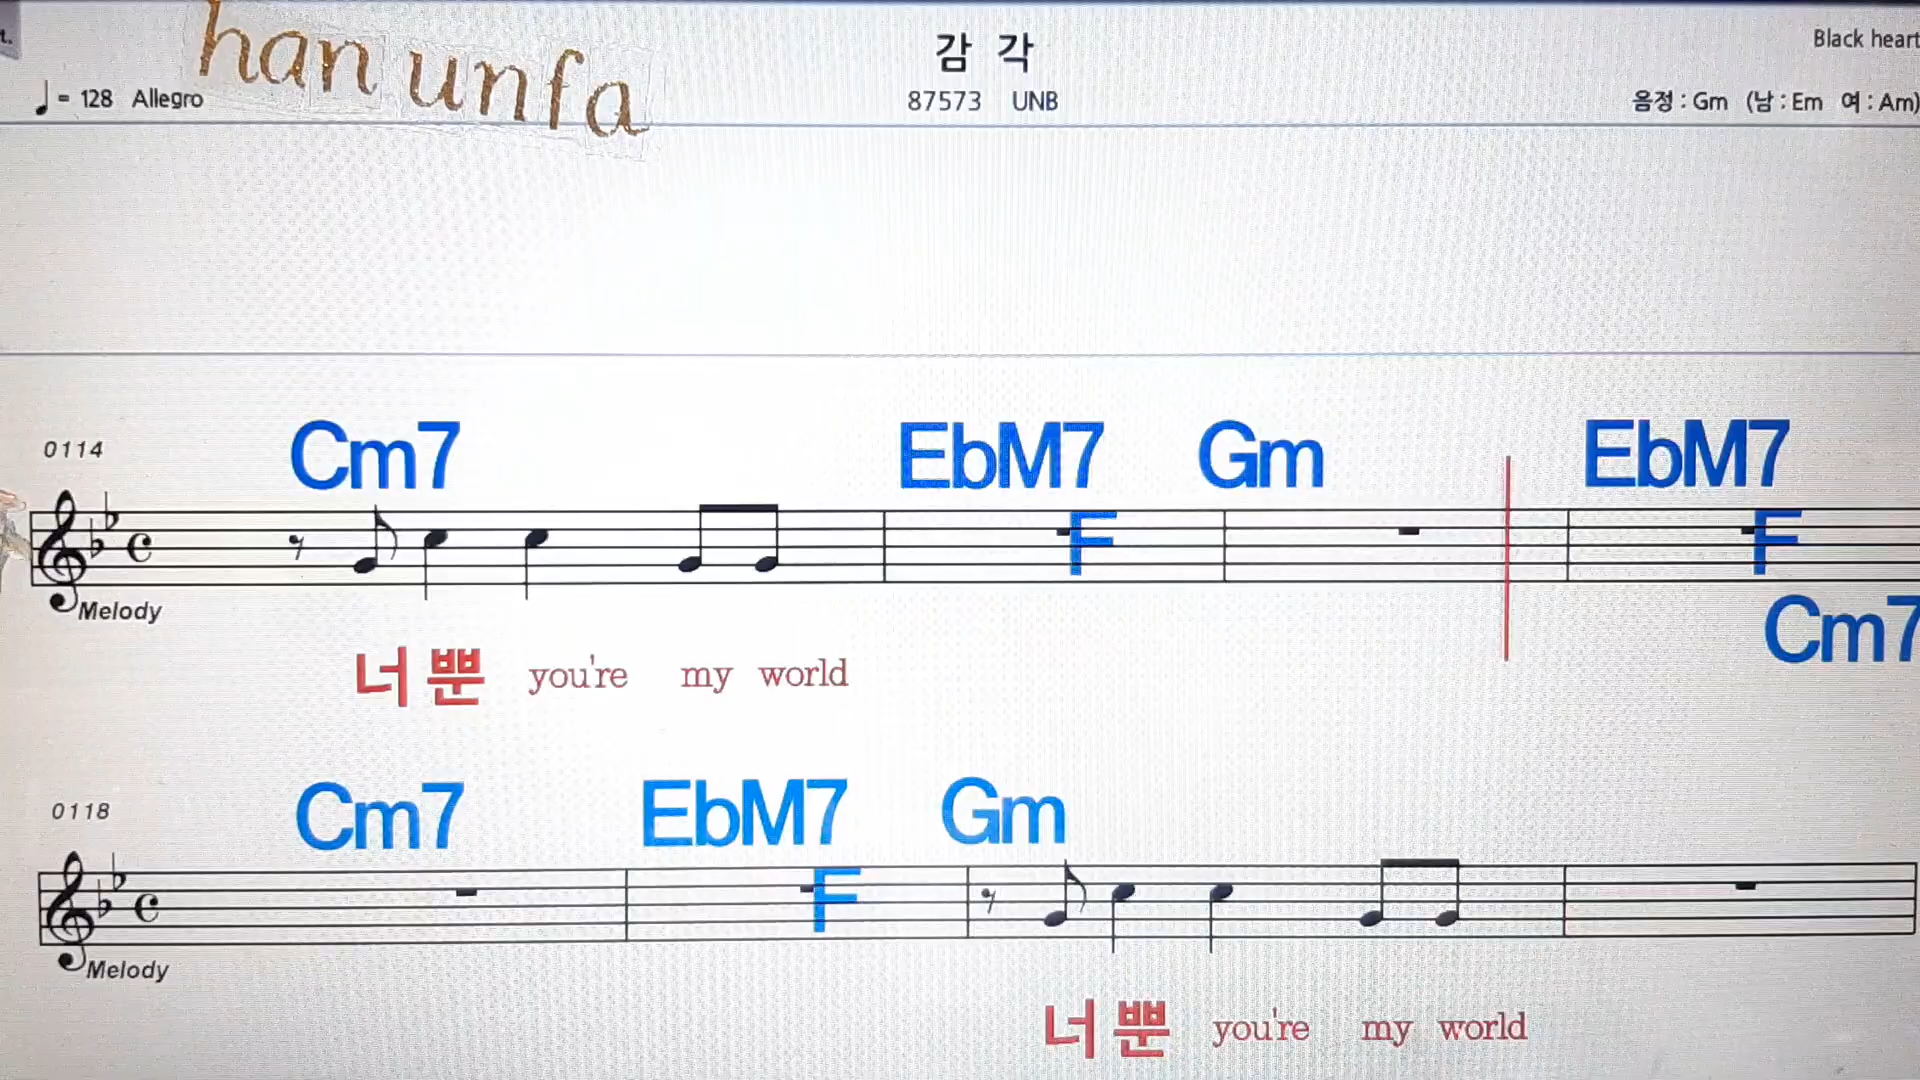 han unfa
감 각
Black heart
♩= 128 Allegro
87573 UNB
음정 : Gm (남 : Em 여 : Am)
0114
Cm7 EbM7 Gm EbM7
F F
Cm7
Melody
너 뿐 you're my world
0118
Cm7 EbM7 Gm
F
Melody
너 뿐 you're my world